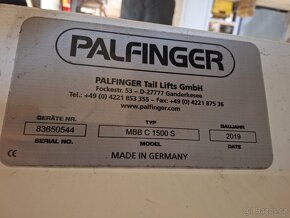 PALFINGER
PALFINGER Tail Lifts GmbH
Fockestr. 53 – D-27777 Ganderkesee
Tel.: +49 (0) 4221 853 355 – Fax: +49 (0) 4221 875 36
www.palfinger.com
GERÄTE NR. TYP BAUJAHR
83650544 MBB C 1500 S 2019
SERIAL NO. MODEL DATE
CE MADE IN GERMANY